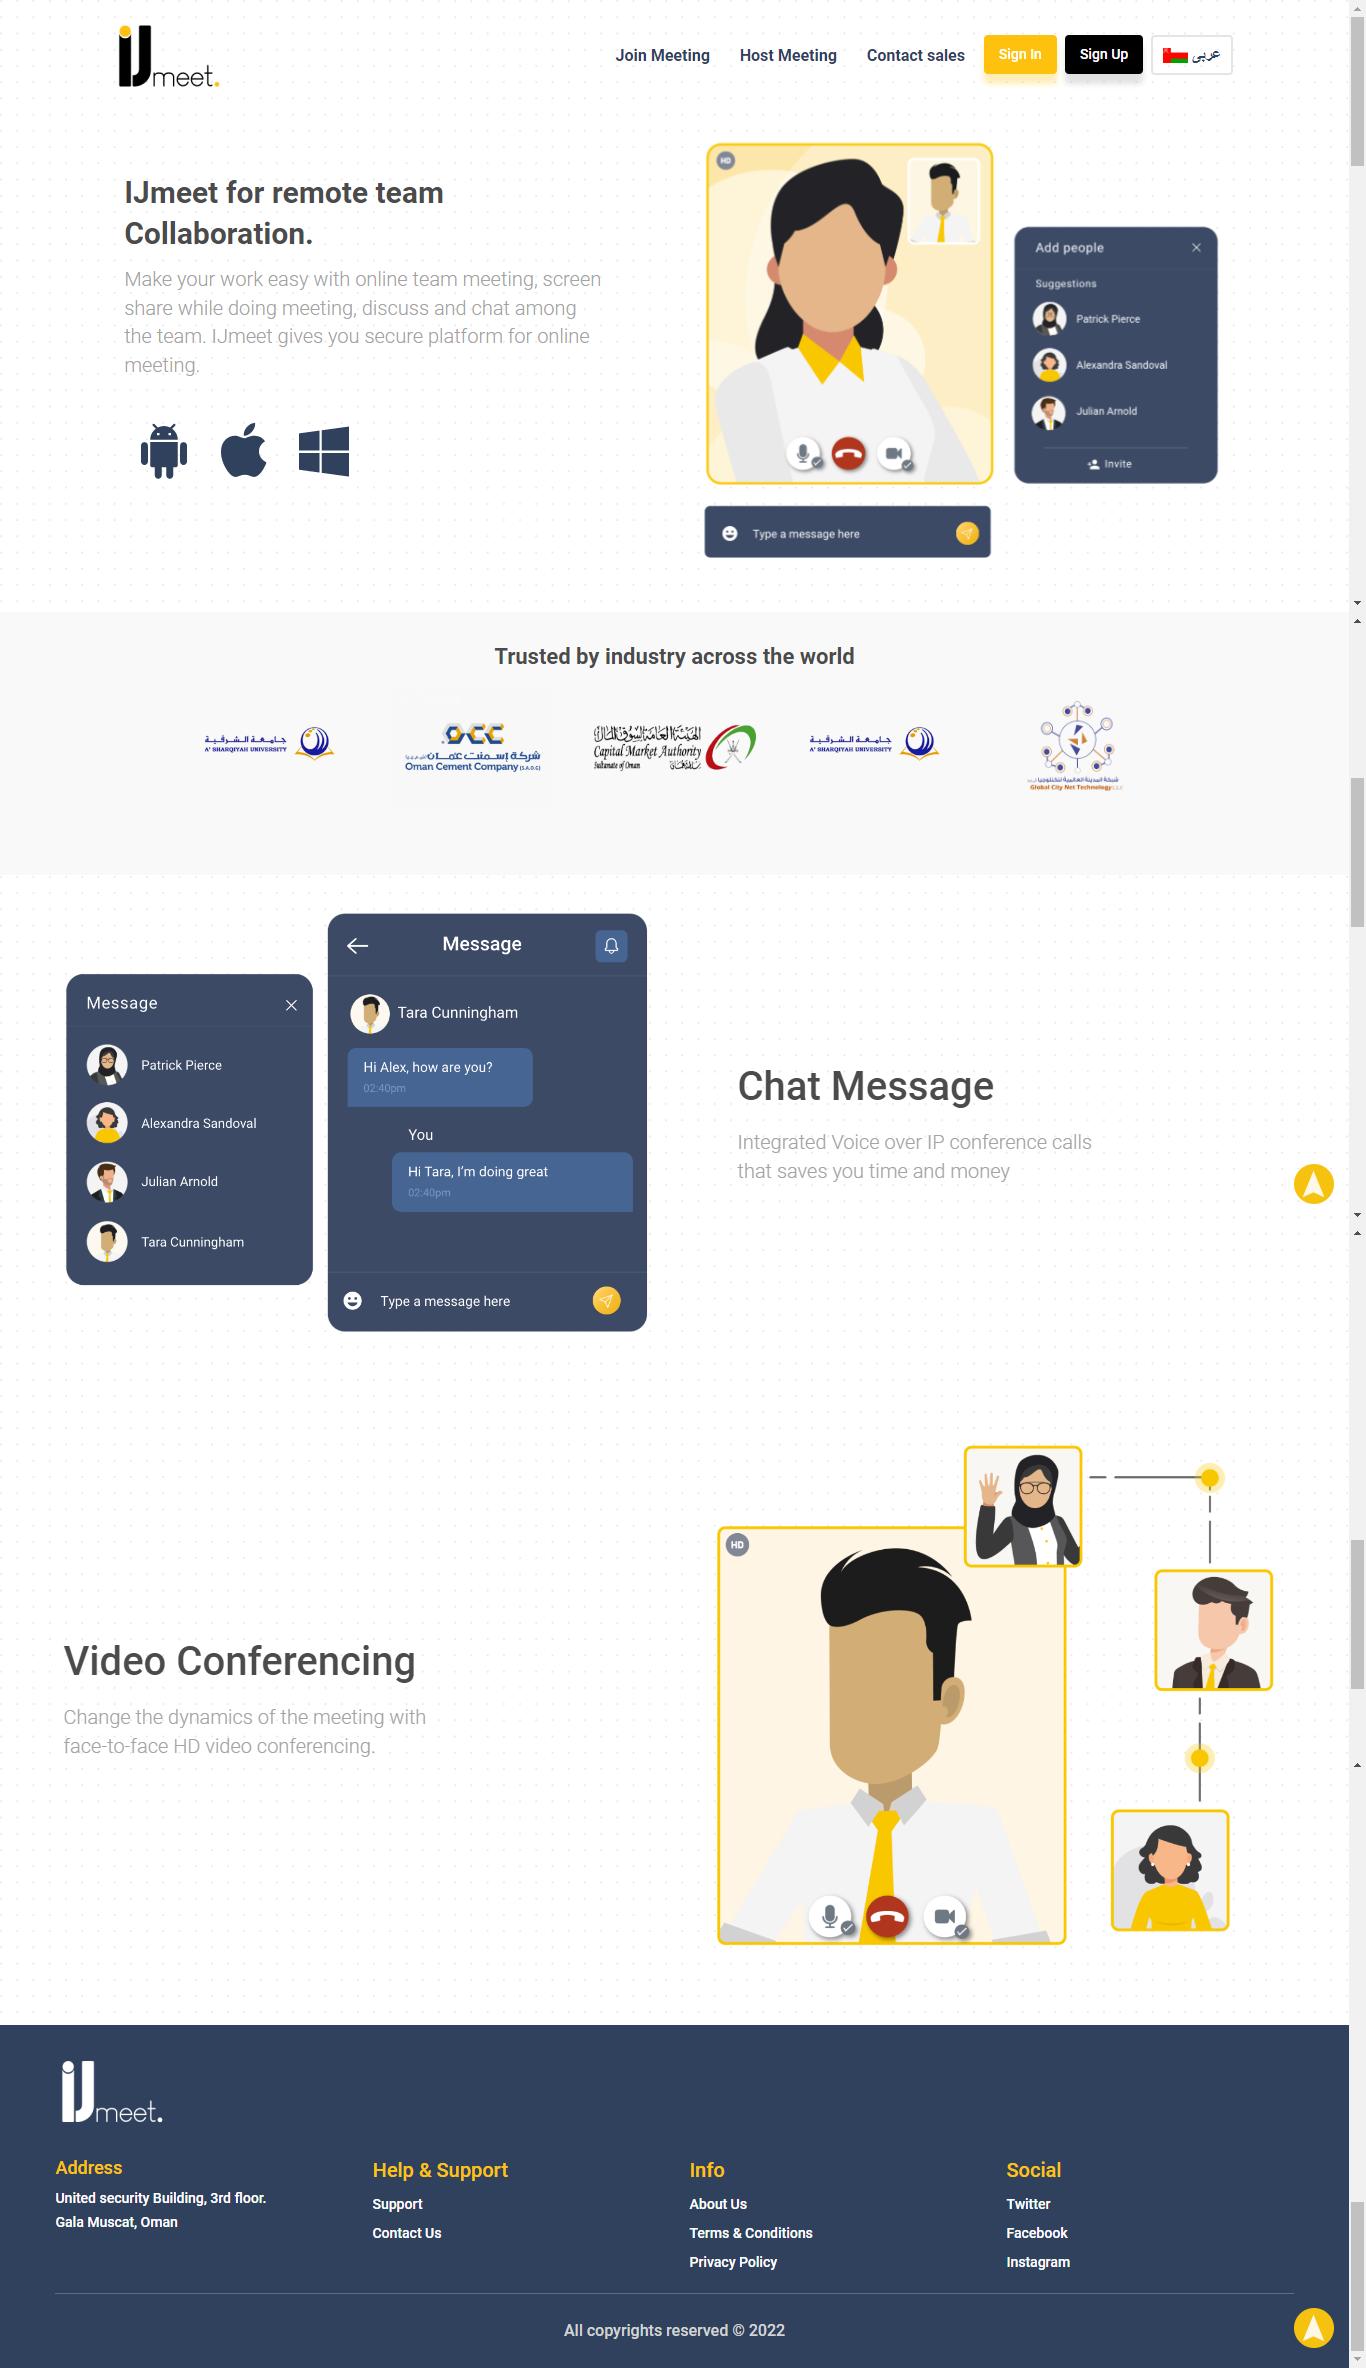 IJmeet.
Join Meeting
Host Meeting
Contact sales
Sign In
Sign Up
عربى
IJmeet for remote team
Collaboration.
Make your work easy with online team meeting, screen
share while doing meeting, discuss and chat among
the team. IJmeet gives you secure platform for online
meeting.
HD
Add people
Suggestions
Patrick Pierce
Alexandra Sandoval
Julian Arnold
Invite
Type a message here
Trusted by industry across the world
جامعة الشرقية
A' SHARQIYAH UNIVERSITY
OCC
شركة إسمنت عمان
Oman Cement Company (S.A.O.G)
الهيئة العامة لسوق المال
Capital Market Authority
Sultanate of Oman
سلطنة عمان
جامعة الشرقية
A' SHARQIYAH UNIVERSITY
شركة المدينة العالمية لتكنلوجيا
Global City Net Technology
Message
Patrick Pierce
Alexandra Sandoval
Julian Arnold
Tara Cunningham
Message
Tara Cunningham
Hi Alex, how are you?
02:40pm
You
Hi Tara, I'm doing great
02:40pm
Type a message here
Chat Message
Integrated Voice over IP conference calls
that saves you time and money
Video Conferencing
Change the dynamics of the meeting with
face-to-face HD video conferencing.
HD
IJmeet.
Address
United security Building, 3rd floor.
Gala Muscat, Oman
Help & Support
Support
Contact Us
Info
About Us
Terms & Conditions
Privacy Policy
Social
Twitter
Facebook
Instagram
All copyrights reserved © 2022